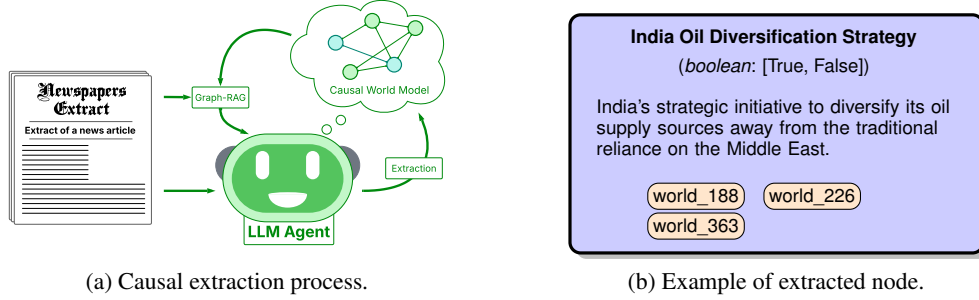 Newspapers
Extract
Extract of a news article
Graph-RAG
Causal World Model
Extraction
LLM Agent
(a) Causal extraction process.
India Oil Diversification Strategy
(boolean: [True, False])
India's strategic initiative to diversify its oil
supply sources away from the traditional
reliance on the Middle East.
world_188 world_226
world_363
(b) Example of extracted node.